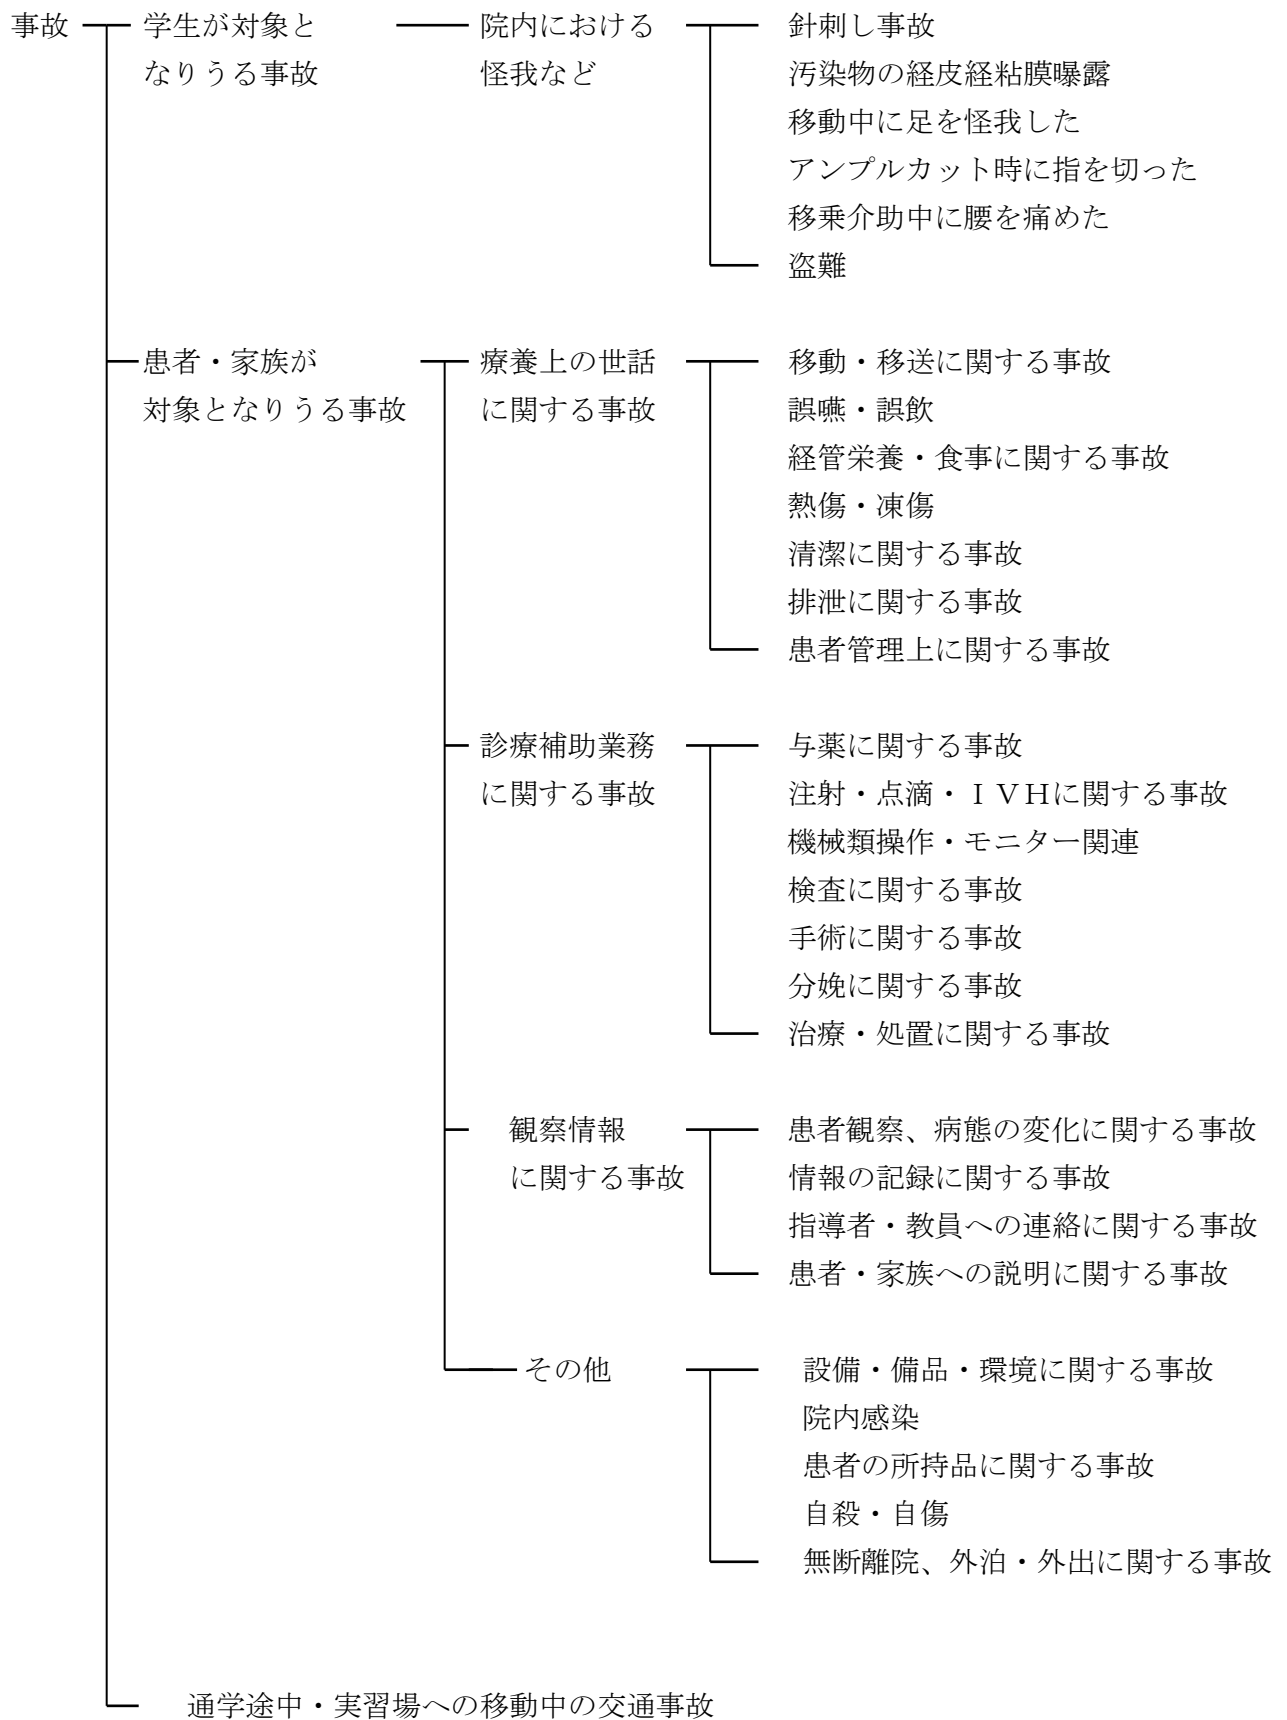 事故 学生が対象と 院内における 針刺し事故
なりうる事故 怪我など 汚染物の経皮経粘膜曝露
移動中に足を怪我した
アンプルカット時に指を切った
移乗介助中に腰を痛めた
盗難
患者・家族が 療養上の世話 移動・移送に関する事故
対象となりうる事故 に関する事故 誤嚥・誤飲
経管栄養・食事に関する事故
熱傷・凍傷
清潔に関する事故
排泄に関する事故
患者管理上に関する事故
診療補助業務 与薬に関する事故
に関する事故 注射・点滴・ＩＶＨに関する事故
機械類操作・モニター関連
検査に関する事故
手術に関する事故
分娩に関する事故
治療・処置に関する事故
観察情報 患者観察、病態の変化に関する事故
に関する事故 情報の記録に関する事故
指導者・教員への連絡に関する事故
患者・家族への説明に関する事故
その他 設備・備品・環境に関する事故
院内感染
患者の所持品に関する事故
自殺・自傷
無断離院、外泊・外出に関する事故
通学途中・実習場への移動中の交通事故